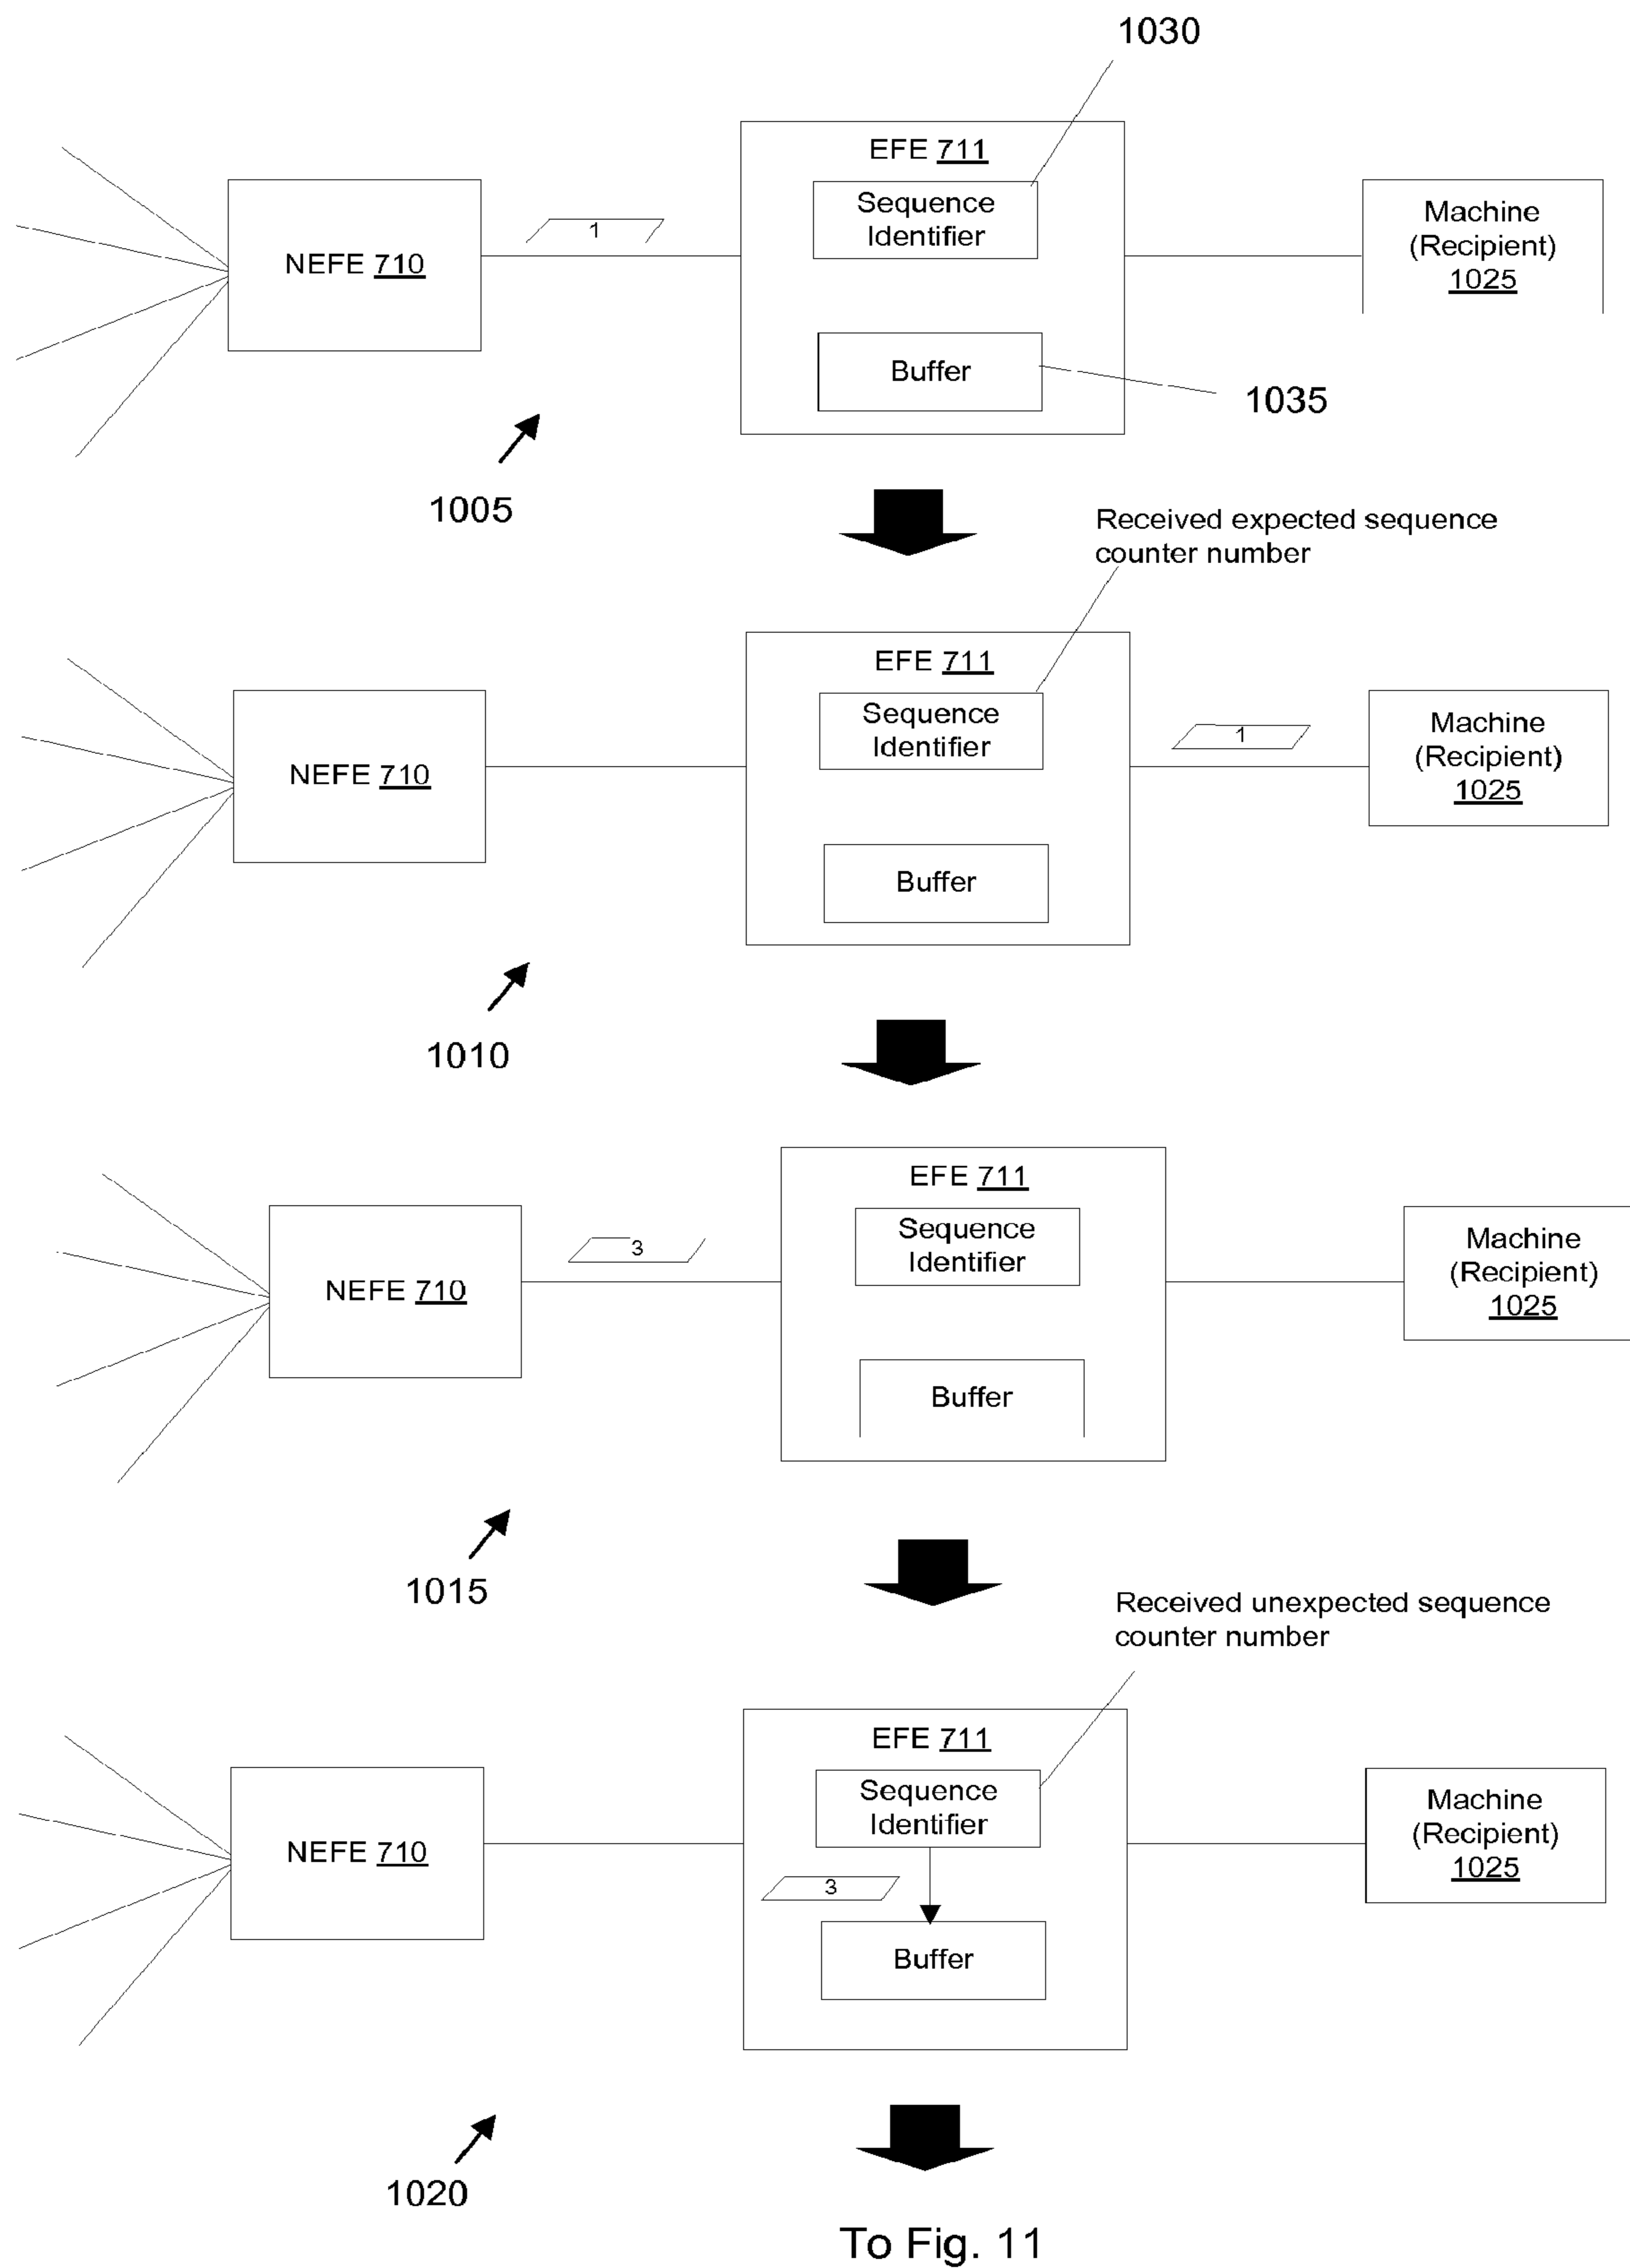 1030
EFE 711
Sequence
Identifier
1
NEFE 710
Machine
(Recipient)
1025
Buffer
1035
1005
Received expected sequence
counter number
EFE 711
Sequence
Identifier
NEFE 710
1
Machine
(Recipient)
1025
Buffer
1010
EFE 711
Sequence
Identifier
3
NEFE 710
Machine
(Recipient)
1025
Buffer
1015
Received unexpected sequence
counter number
EFE 711
Sequence
Identifier
NEFE 710
3
Machine
(Recipient)
1025
Buffer
1020
To Fig. 11